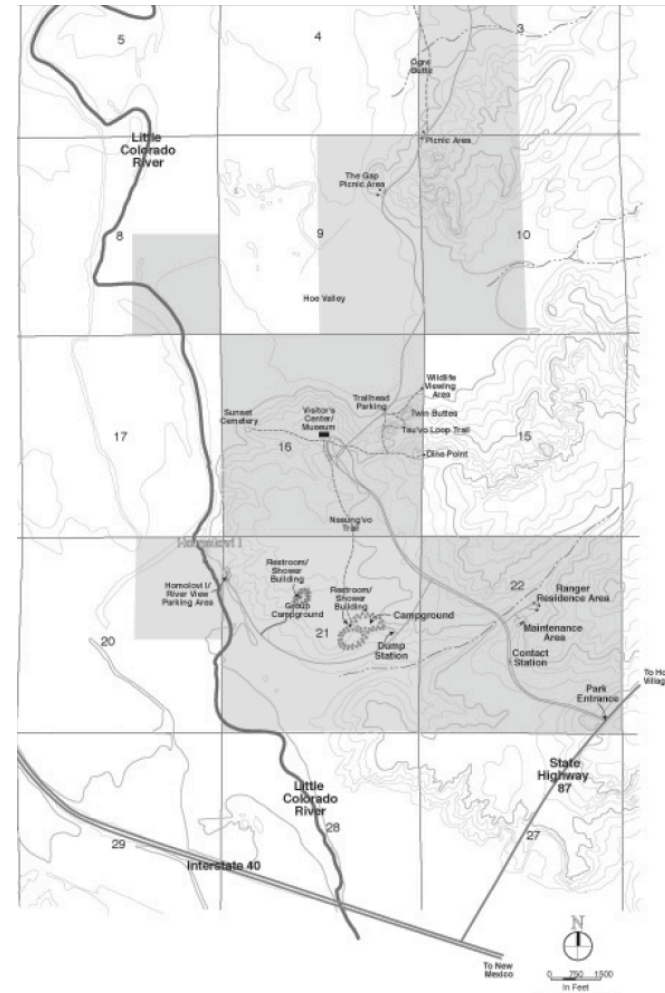 5
4
3
Ogre
Butte
Little
Colorado
River
Picnic Area
The Gap
Picnic Area
8
9
10
Hoe Valley
Wildlife
Viewing
Area
Trailhead
Parking
Sunset
Cemetery
Visitor's
Center/
Museum
Twin Buttes
Tsu'vo Loop Trail
17
16
15
Dine Point
Nasung'vo
Trail
Homolovi I
Homolovi I/
River View
Parking Area
Restroom/
Shower
Building
Group
Campground
Restroom/
Shower
Building
Campground
22
Ranger
Residence Area
20
21
Dump
Station
Maintenance
Area
Contact
Station
Park
Entrance
To Ho
Villag
State
Highway
87
Little
Colorado
River
28
27
29
Interstate 40
To New
Mexico
N
0 750 1500
In Feet